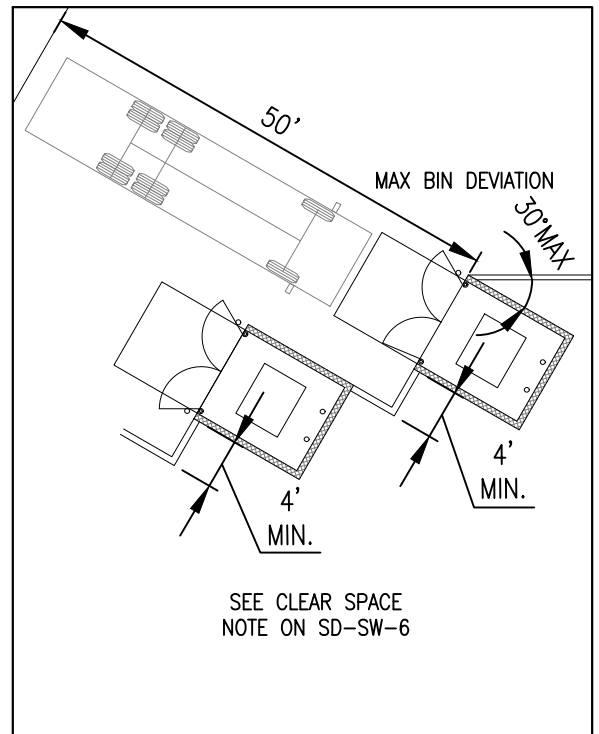 50'
MAX BIN DEVIATION
30°MAX
4'
MIN.
4'
MIN.
SEE CLEAR SPACE
NOTE ON SD-SW-6